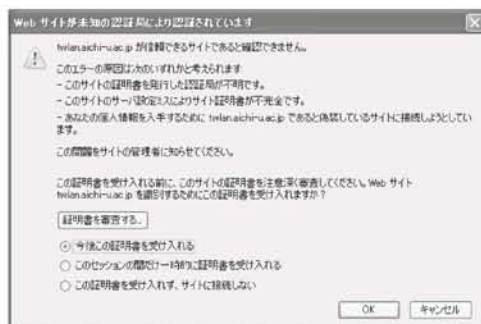 Web サイトが未知の認証局により認証されています
twlan.aichi-u.ac.jp が信頼できるサイトであると確認できません。
このエラーの原因は次のいずれかと考えられます
- このサイトの証明書を発行した認証局が不明です。
- このサイトのサーバ設定ミスによりサイト証明書が不完全です。
- あなたの個人情報を入手するために twlan.aichi-u.ac.jp であると偽装しているサイトに接続しようとしてい
ます。
この問題をサイトの管理者に知らせてください。
この証明書を受け入れる前に、このサイトの証明書を注意深く審査してください。Web サイト
twlan.aichi-u.ac.jp を識別するためにこの証明書を受け入れますか?
証明書を審査する...
今後この証明書を受け入れる
このセッションの間だけ一時的に証明書を受け入れる
この証明書を受け入れず、サイトに接続しない
OK
キャンセル